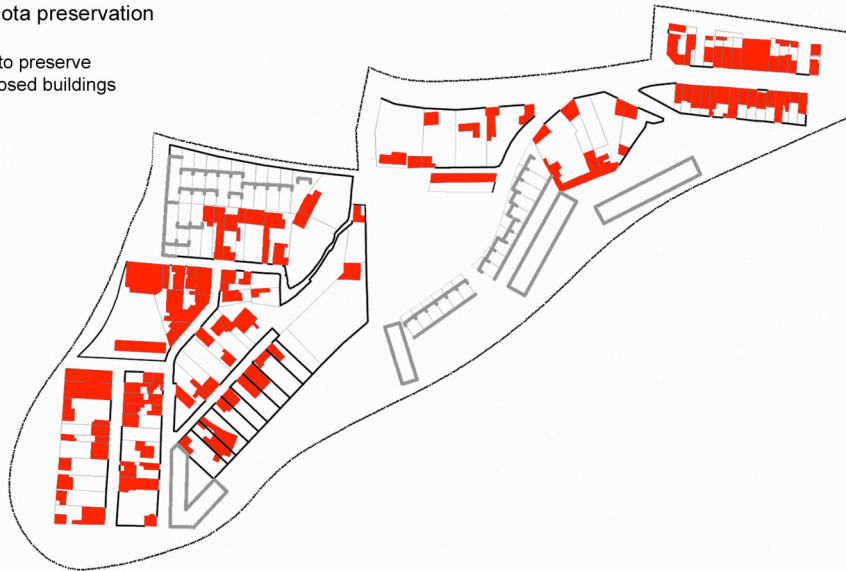 ota preservation
to preserve
osed buildings